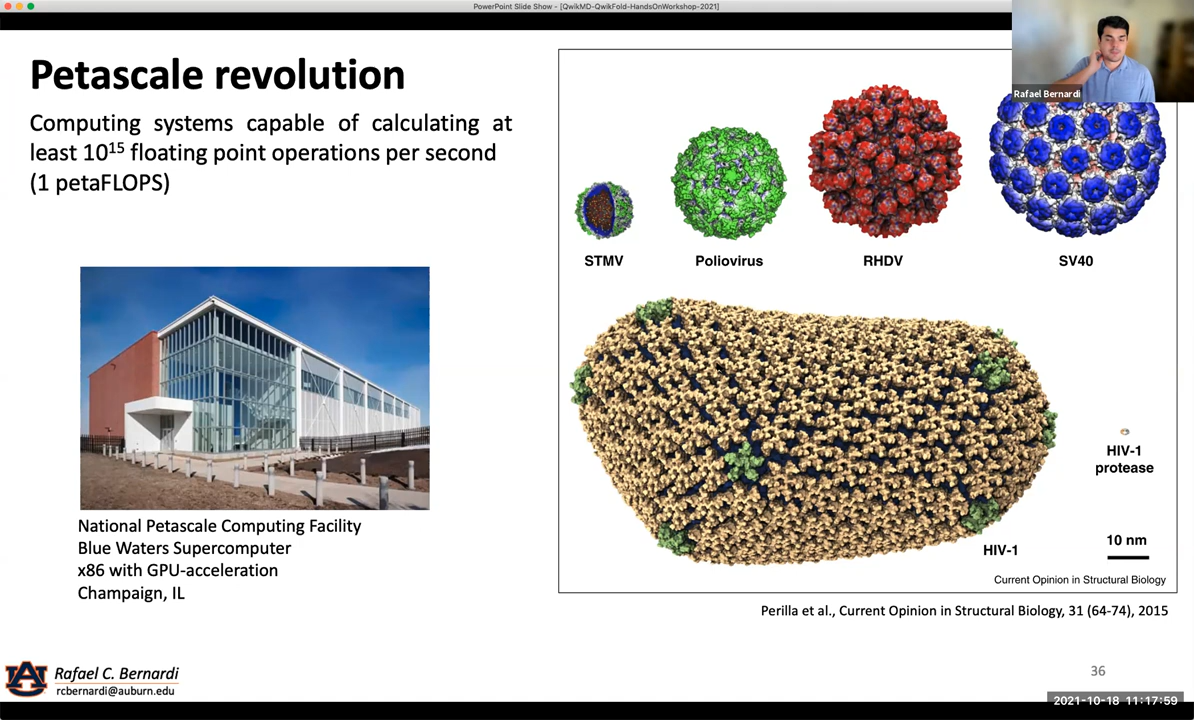 PowerPoint Slide Show - [QwikMD-QwikFold-HandsOnWorkshop-2021]
Rafael Bernardi
Petascale revolution
Computing systems capable of calculating at
least 10¹⁵ floating point operations per second
(1 petaFLOPS)
STMV
Poliovirus
RHDV
SV40
HIV-1
protease
10 nm
HIV-1
Current Opinion in Structural Biology
Perilla et al., Current Opinion in Structural Biology, 31 (64-74), 2015
National Petascale Computing Facility
Blue Waters Supercomputer
x86 with GPU-acceleration
Champaign, IL
AU
Rafael C. Bernardi
rcbernardi@auburn.edu
36
2021-10-18 11:17:59